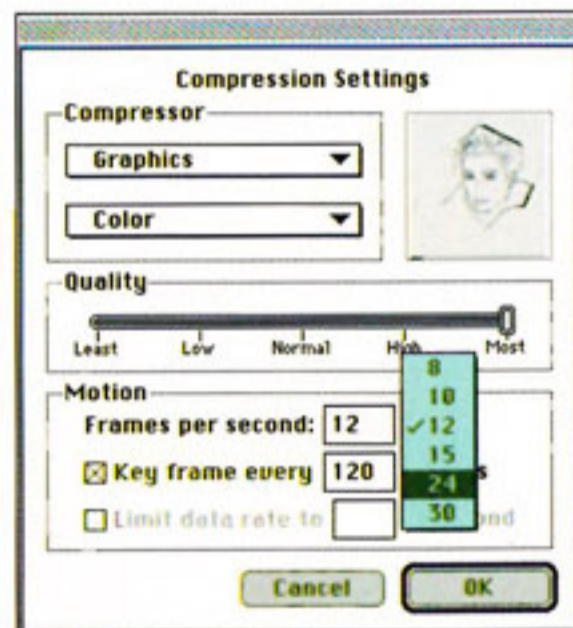 Compression Settings
Compressor
Graphics
Color
Quality
Least Low Normal High Most
Motion
Frames per second: 12
Key frame every 120 s
Limit data rate to ond
8
10
✓12
15
24
30
Cancel OK